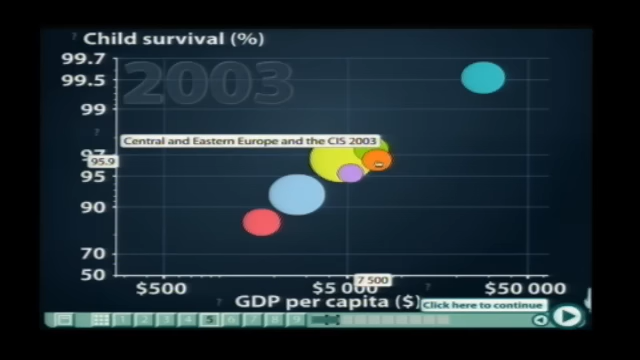 Child survival (%)
99.7
2003
99.5
99
Central and Eastern Europe and the CIS 2003
97
95.9
95
90
70
50
7 500
$500
$5 000
$50 000
GDP per capita ($)
Click here to continue
1 2 3 4 5 6 7 8 9